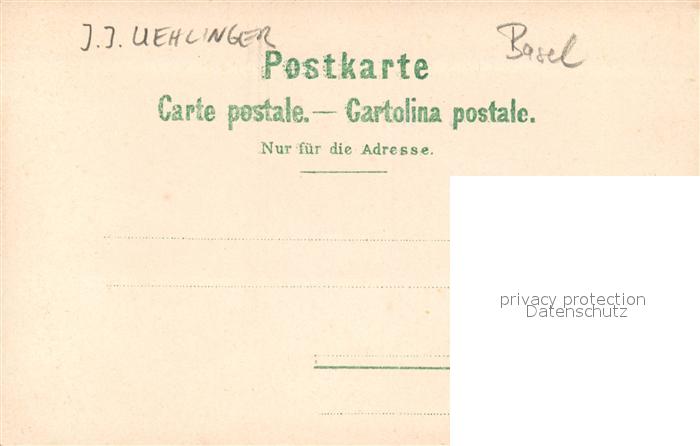 J.J. UEHLINGER Basel
Postkarte
Carte postale. — Cartolina postale.
Nur für die Adresse.
privacy protection
Datenschutz